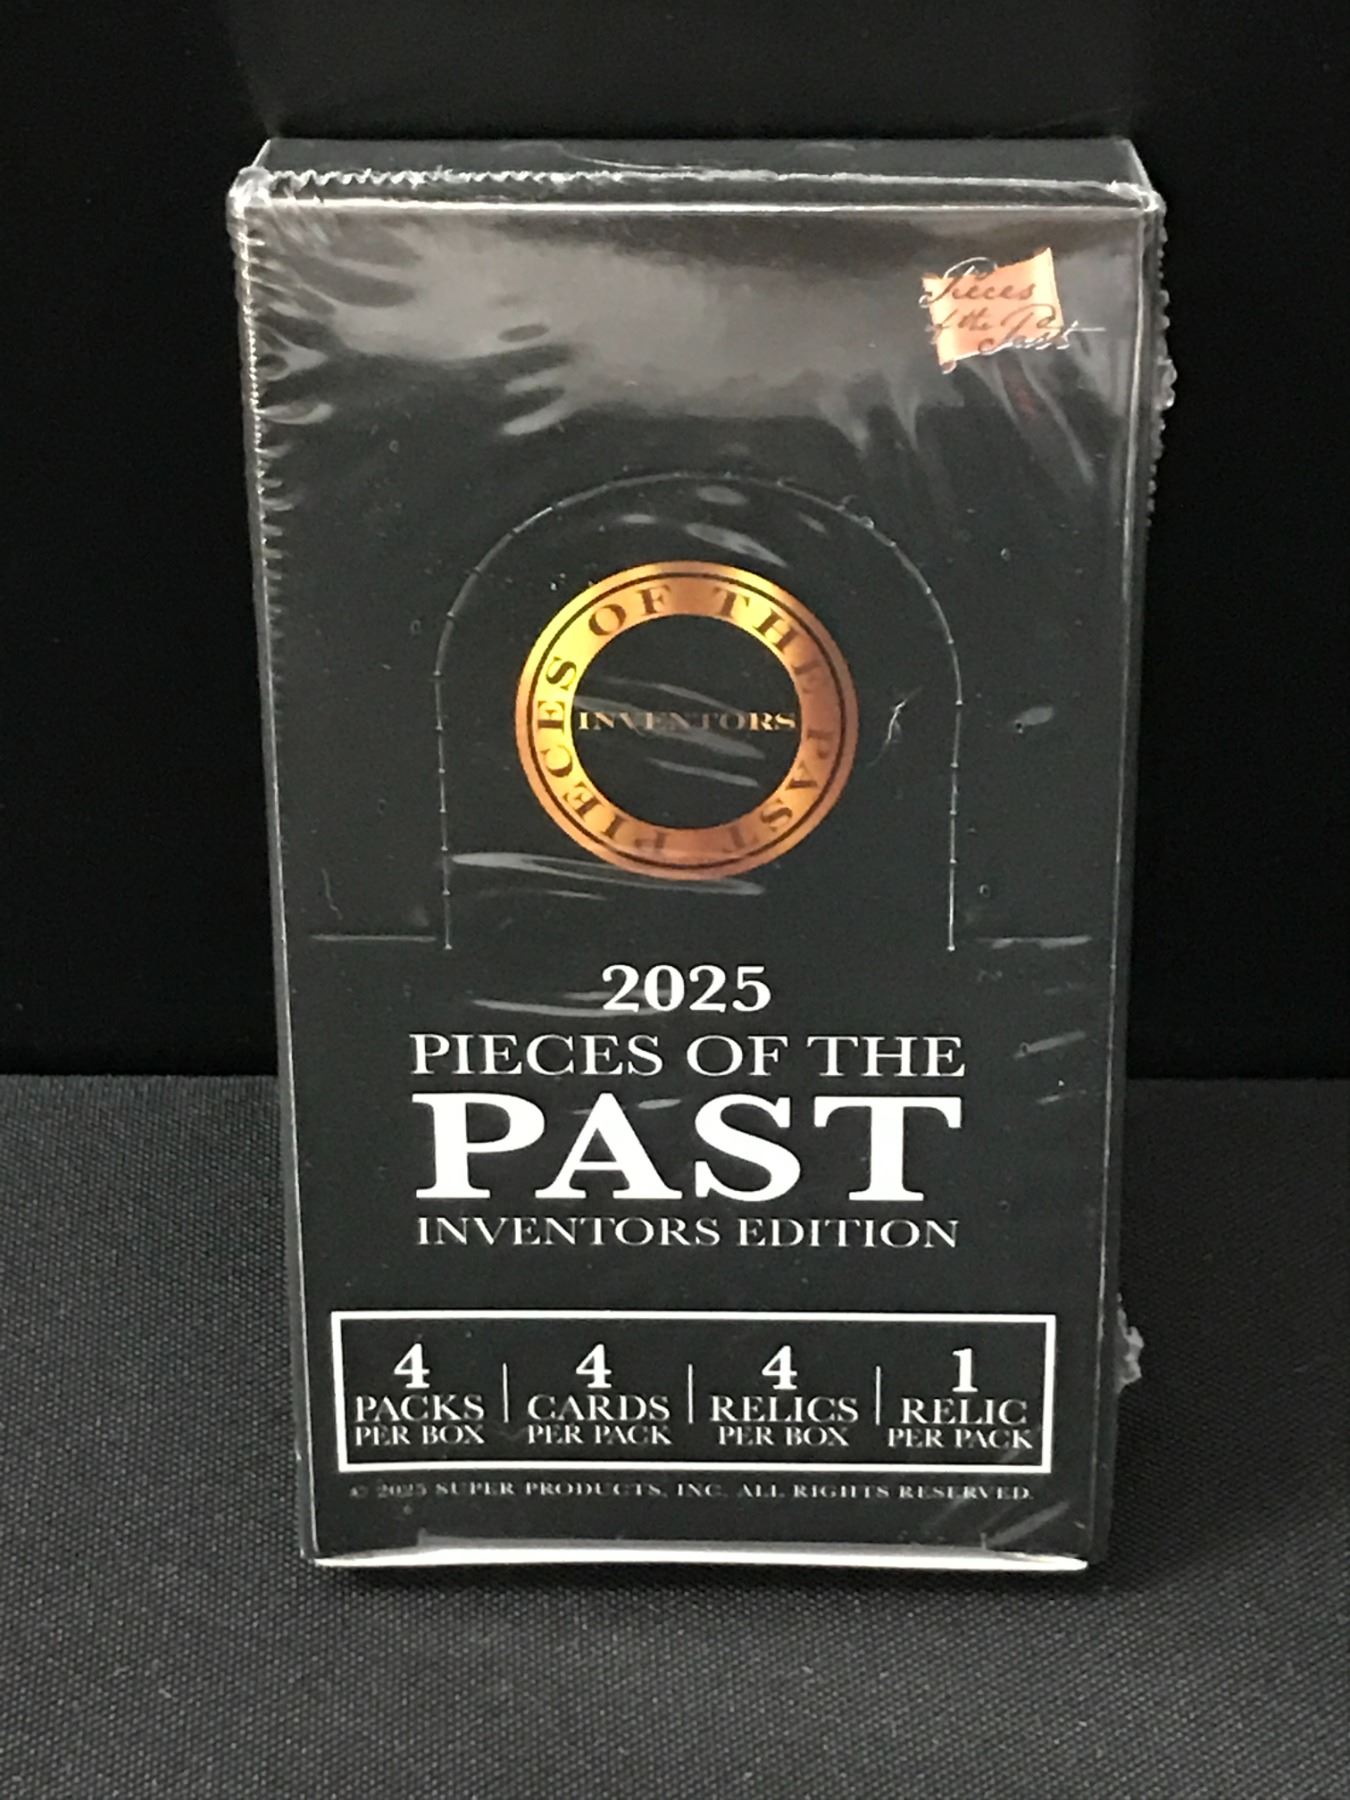 Pieces
of the Past
PIECES OF THE PAST
INVENTORS
2025
PIECES OF THE
PAST
INVENTORS EDITION
4 PACKS PER BOX
4 CARDS PER PACK
4 RELICS PER BOX
1 RELIC PER PACK
© 2025 SUPER PRODUCTS, INC. ALL RIGHTS RESERVED.